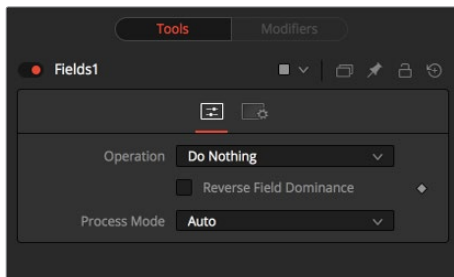 Tools Modifiers
Fields1
Operation Do Nothing
Reverse Field Dominance
Process Mode Auto